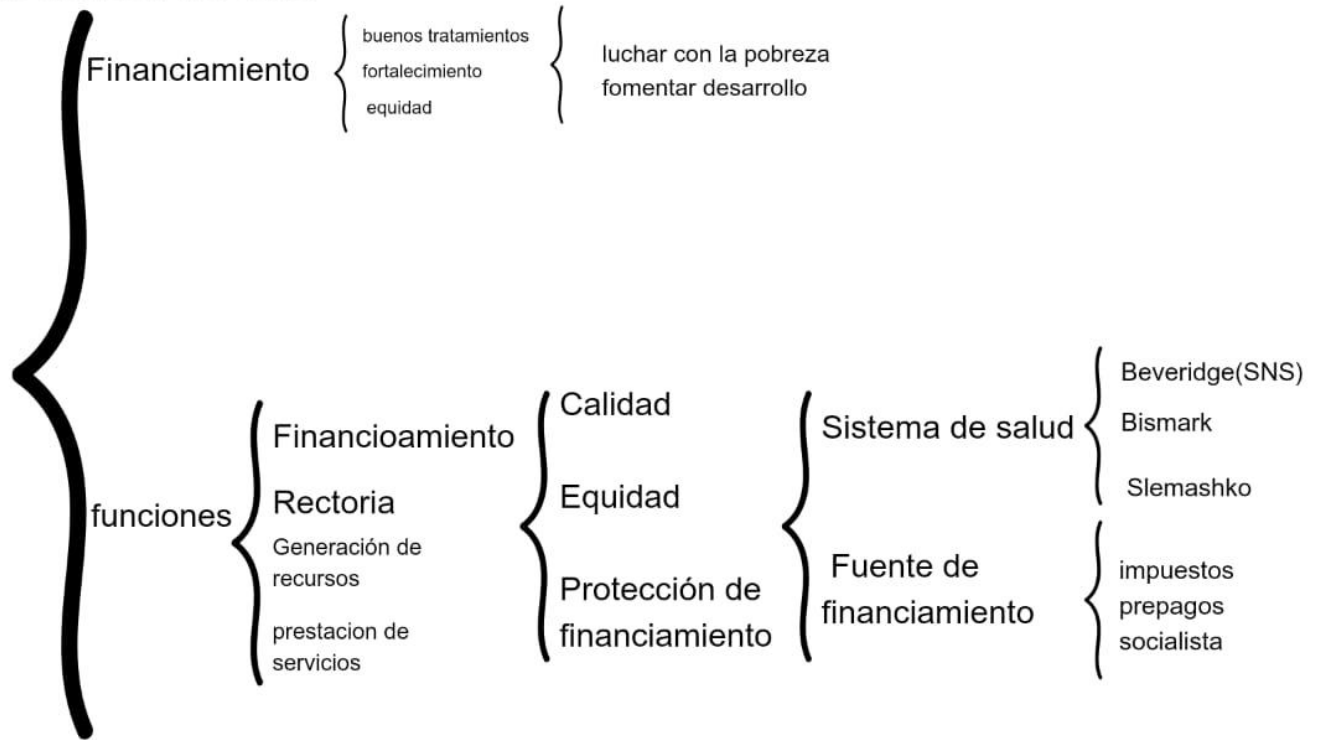 Financiamiento
buenos tratamientos
fortalecimiento
equidad
luchar con la pobreza
fomentar desarrollo
funciones
Financioamiento
Rectoria
Generación de
recursos
prestacion de
servicios
Calidad
Equidad
Protección de
financiamiento
Sistema de salud
Beveridge(SNS)
Bismark
Slemashko
Fuente de
financiamiento
impuestos
prepagos
socialista